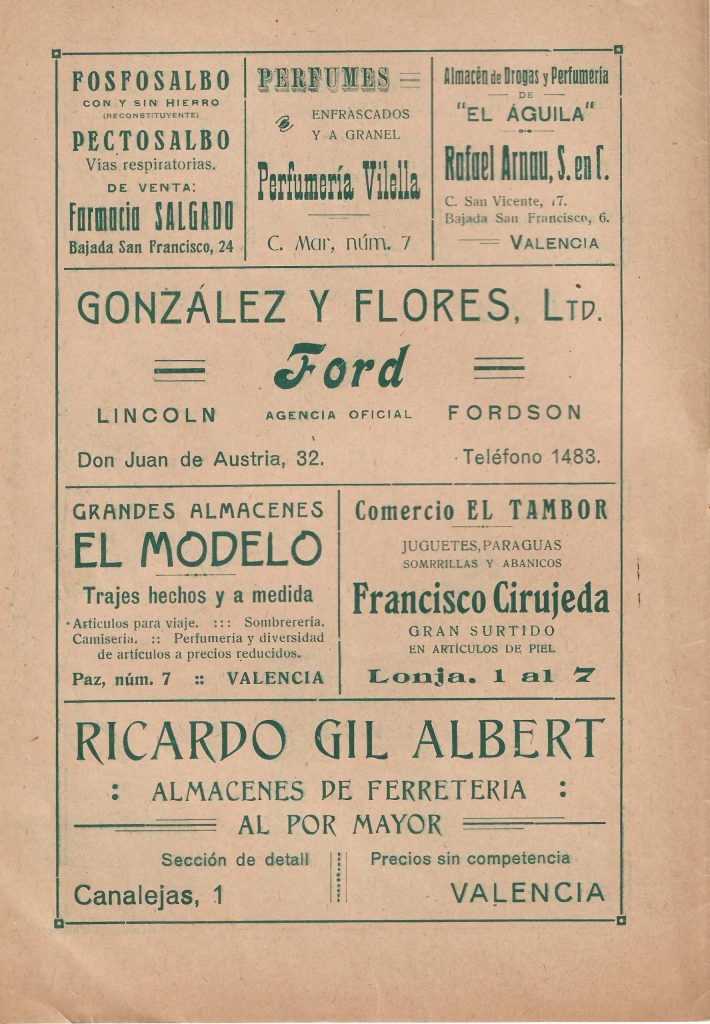 FOSFOSALBO
CON Y SIN HIERRO
(RECONSTITUYENTE)
PECTOSALBO
Vias respiratorias.
DE VENTA:
Farmacia SALGADO
Bajada San Francisco, 24
PERFUMES
ENFRASCADOS
Y A GRANEL
Perfumería Vilella
C. Mar, núm. 7
Almacén de Drogas y Perfumería
DE
"EL ÁGUILA"
Rafael Arnau, S. en C.
C. San Vicente, 17.
Bajada San Francisco, 6.
VALENCIA
GONZÁLEZ Y FLORES, LTD.
Ford
LINCOLN AGENCIA OFICIAL FORDSON
Don Juan de Austria, 32. Teléfono 1483.
GRANDES ALMACENES
EL MODELO
Trajes hechos y a medida
Artículos para viaje. ::: Sombrerería.
Camisería. :: Perfumería y diversidad
de artículos a precios reducidos.
Paz, núm. 7 :: VALENCIA
Comercio EL TAMBOR
JUGUETES, PARAGUAS
SOMRRILLAS Y ABANICOS
Francisco Cirujeda
GRAN SURTIDO
EN ARTÍCULOS DE PIEL
Lonja. 1 al 7
RICARDO GIL ALBERT
: ALMACENES DE FERRETERIA :
AL POR MAYOR
Sección de detall Precios sin competencia
Canalejas, 1 VALENCIA